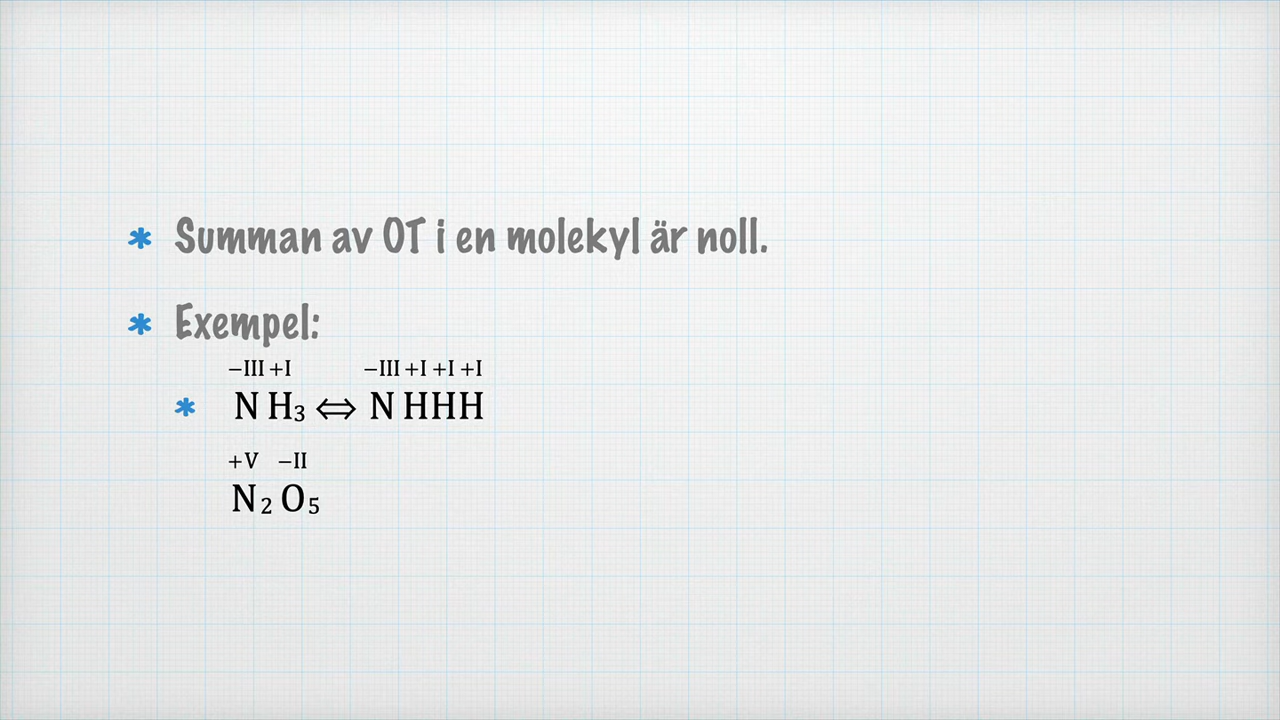 * Summan av OT i en molekyl är noll.
* Exempel:
−III +I −III +I +I +I
* N H₃ ⇔ N HHH
+V −II
N₂ O₅